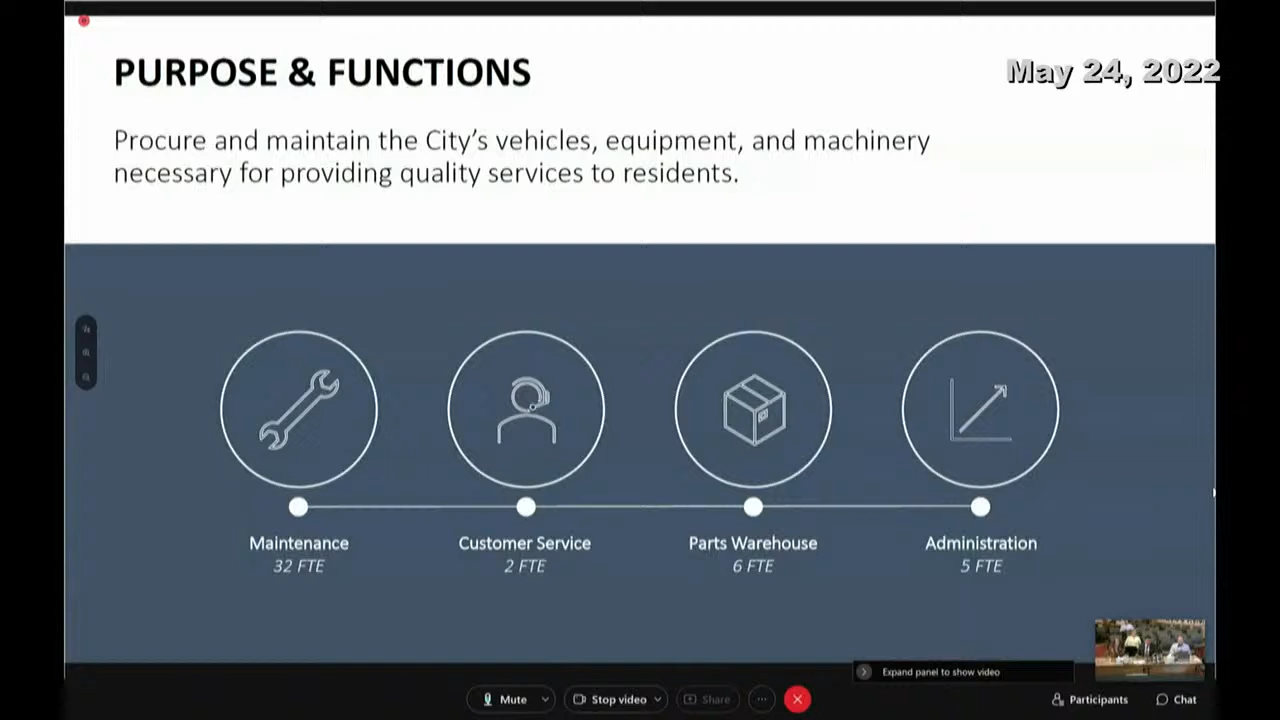 PURPOSE & FUNCTIONS
May 24, 2022
Procure and maintain the City's vehicles, equipment, and machinery
necessary for providing quality services to residents.
Maintenance
32 FTE
Customer Service
2 FTE
Parts Warehouse
6 FTE
Administration
5 FTE
Expand panel to show video
Mute
Stop video
Share
Participants
Chat